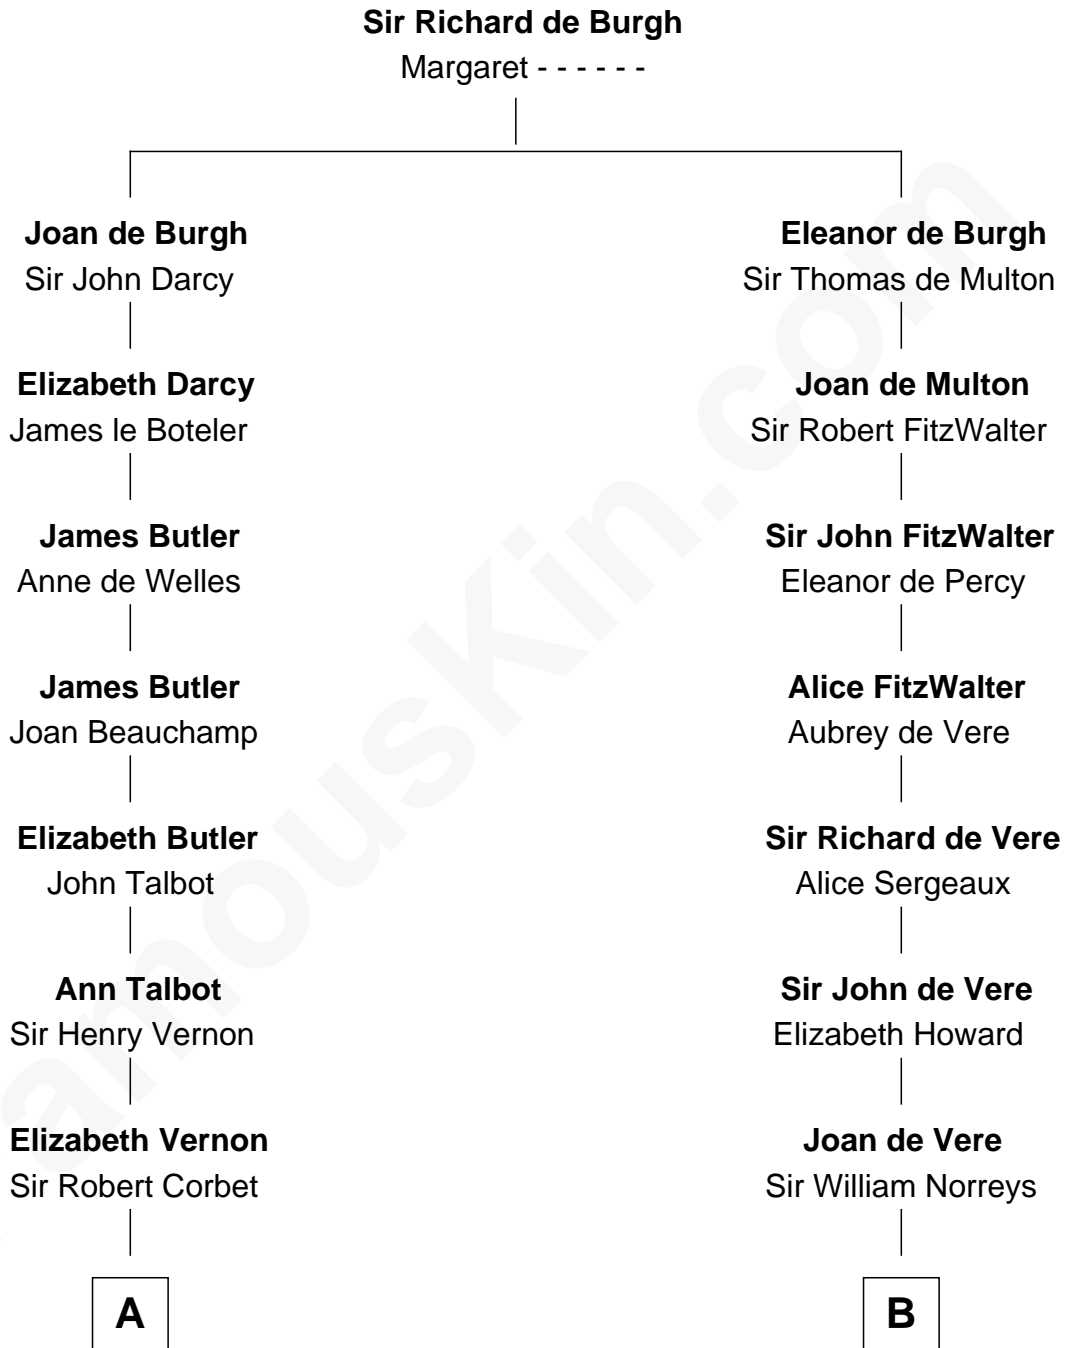 Sir Richard de Burgh
Margaret - - - - - -
Joan de Burgh
Sir John Darcy
Eleanor de Burgh
Sir Thomas de Multon
Elizabeth Darcy
James le Boteler
Joan de Multon
Sir Robert FitzWalter
James Butler
Anne de Welles
Sir John FitzWalter
Eleanor de Percy
James Butler
Joan Beauchamp
Alice FitzWalter
Aubrey de Vere
Elizabeth Butler
John Talbot
Sir Richard de Vere
Alice Sergeaux
Ann Talbot
Sir Henry Vernon
Sir John de Vere
Elizabeth Howard
Elizabeth Vernon
Sir Robert Corbet
Joan de Vere
Sir William Norreys
A
B
amousKin.com